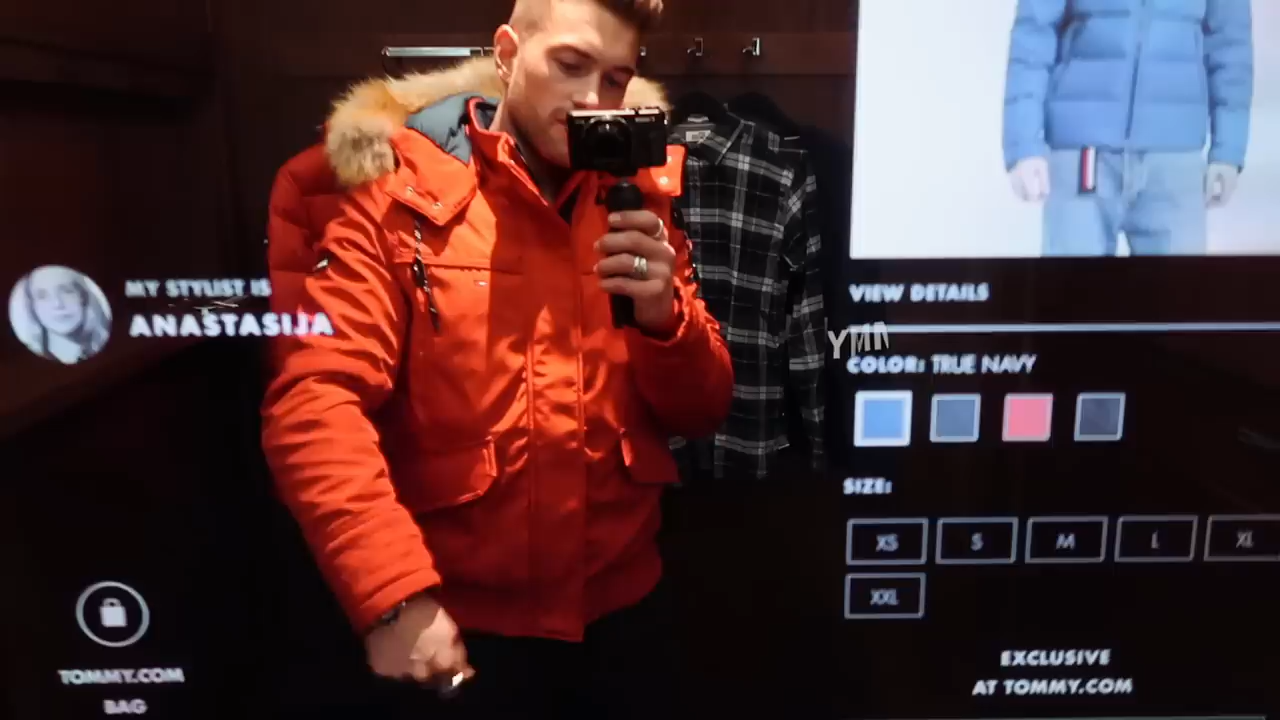 MY STYLIST IS
ANASTASIJA
TOMMY.COM
BAG
VIEW DETAILS
COLOR: TRUE NAVY
SIZE:
XS S M L XL
XXL
EXCLUSIVE
AT TOMMY.COM